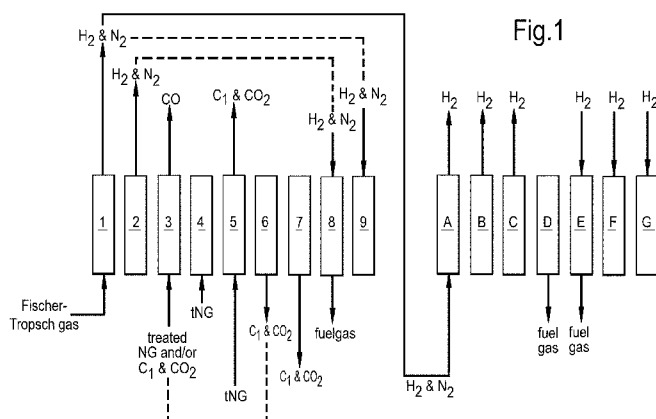 Fig.1
H2 & N2
H2 & N2
CO
C1 & CO2
H2 & N2
H2 & N2
H2
H2
H2
H2
H2
H2
1
2
3
4
5
6
7
8
9
A
B
C
D
E
F
G
Fischer-
Tropsch gas
tNG
treated
NG and/or
C1 & CO2
C1 & CO2
fuelgas
tNG
C1 & CO2
H2 & N2
fuel
gas
fuel
gas